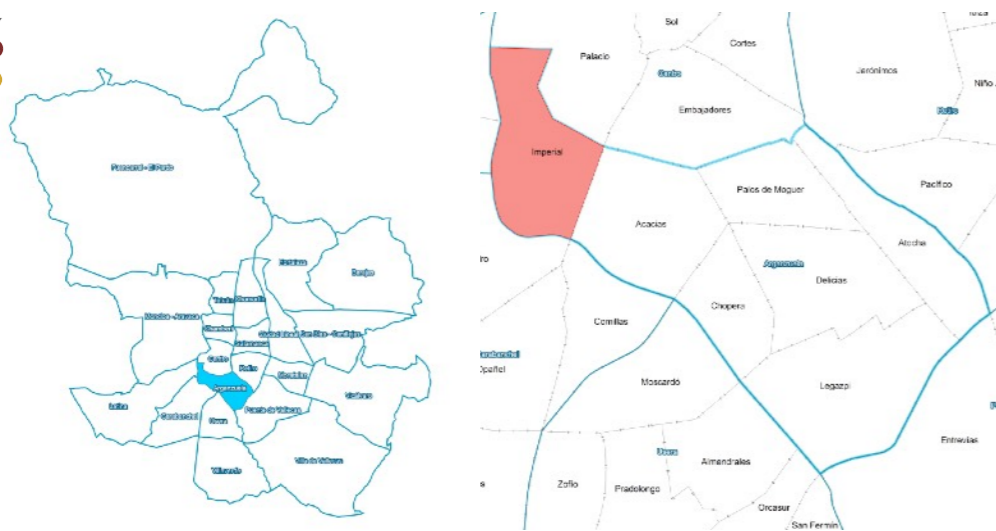 Fuencarral - El Pardo
Hortaleza
Barajas
Tetuán
Chamartín
Moncloa - Aravaca
Chamberí
Ciudad Lineal
San Blas - Canillejas
Salamanca
Centro
Retiro
Moratalaz
Arganzuela
Vicálvaro
Latina
Carabanchel
Usera
Puente de Vallecas
Villaverde
Villa de Vallecas
Sol
Cortes
Palacio
Centro
Jerónimos
Niño
Embajadores
Retiro
Imperial
Pacífico
Palos de Moguer
Acacias
Atocha
Arganzuela
Delicias
Chopera
Comillas
Carabanchel
Opañel
Moscardó
Legazpi
Entrevías
Usera
Almendrales
Zofío
Pradolongo
Orcasur
San Fermín